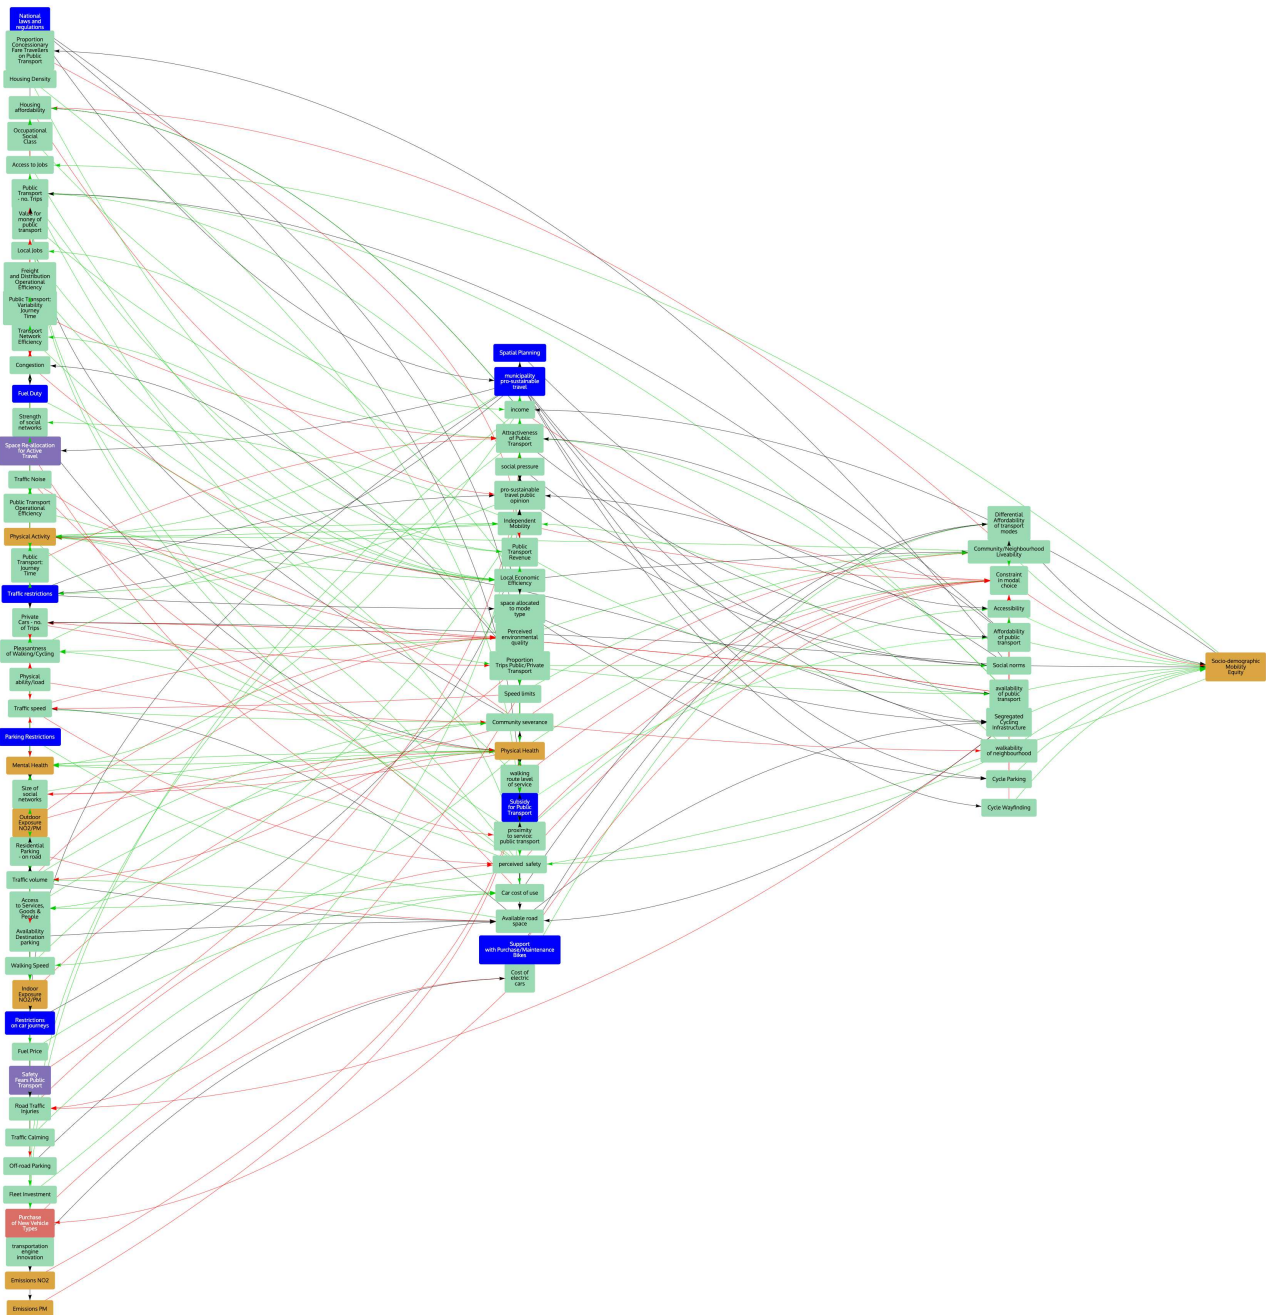 National
laws and
regulations
Proportion
Concessionary
Fare Travellers
on Public
Transport
Housing Density
Housing
affordability
Occupational
Social
Class
Access to Jobs
Public
Transport
- no. Trips
Value for
money of
public
transport
Local Jobs
Freight
and Distribution
Operational
Efficiency
Public Transport:
Variability
Journey
Time
Transport
Network
Efficiency
Congestion
Fuel Duty
Strength
of social
networks
Space Re-allocation
for Active
Travel
Traffic Noise
Public Transport
Operational
Efficiency
Physical Activity
Public
Transport:
Journey
Time
Traffic restrictions
Private
Cars - no.
of Trips
Pleasantness
of Walking/Cycling
Physical
ability/load
Traffic speed
Parking Restrictions
Mental Health
Size of
social
networks
Outdoor
Exposure
NO2/PM
Residential
Parking
- on road
Traffic volume
Access
to Services,
Goods &
People
Availability
Destination
parking
Walking Speed
Indoor
Exposure
NO2/PM
Restrictions
on car journeys
Fuel Price
Safety
Fears Public
Transport
Road Traffic
Injuries
Traffic Calming
Off-road Parking
Fleet Investment
Purchase
of New Vehicle
Types
transportation
engine
innovation
Emissions NO2
Emissions PM
Spatial Planning
municipality
pro-sustainable
travel
income
Attractiveness
of Public
Transport
social pressure
pro-sustainable
travel public
opinion
Independent
Mobility
Public
Transport
Revenue
Local Economic
Efficiency
space allocated
to mode
type
Perceived
environmental
quality
Proportion
Trips Public/Private
Transport
Speed limits
Community severance
Physical Health
walking
route level
of service
Subsidy
for Public
Transport
proximity
to service:
public transport
perceived safety
Car cost of use
Available road
space
Support
with Purchase/Maintenance
Bikes
Cost of
electric
cars
Differential
Affordability
of transport
modes
Community/Neighbourhood
Liveability
Constraint
in modal
choice
Accessibility
Affordability
of public
transport
Social norms
availability
of public
transport
Segregated
Cycling
Infrastructure
walkability
of neighbourhood
Cycle Parking
Cycle Wayfinding
Socio-demographic
Mobility
Equity